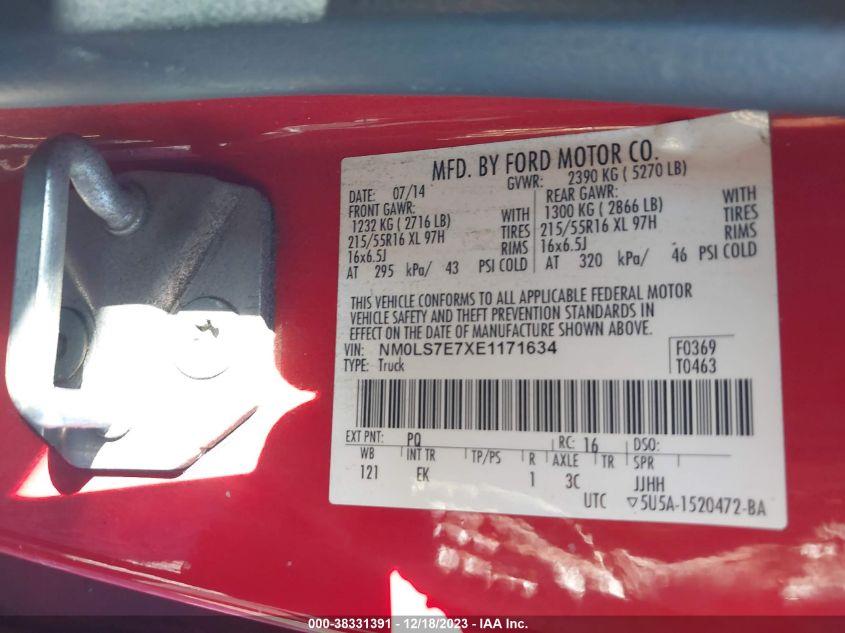 MFD. BY FORD MOTOR CO.
DATE: 07/14 GVWR: 2390 KG ( 5270 LB)
FRONT GAWR: REAR GAWR:
1232 KG ( 2716 LB) WITH 1300 KG ( 2866 LB) WITH
215/55R16 XL 97H TIRES 215/55R16 XL 97H TIRES
16x6.5J RIMS 16x6.5J RIMS
AT 295 kPa/ 43 PSI COLD AT 320 kPa/ 46 PSI COLD
THIS VEHICLE CONFORMS TO ALL APPLICABLE FEDERAL MOTOR
VEHICLE SAFETY AND THEFT PREVENTION STANDARDS IN
EFFECT ON THE DATE OF MANUFACTURE SHOWN ABOVE.
VIN: NM0LS7E7XE1171634 F0369
TYPE: Truck T0463
EXT PNT: PQ RC: 16 DSO:
WB INT TR TP/PS R AXLE TR SPR
121 EK 1 3C JJHH
UTC ▽5U5A-1520472-BA
000-38331391 - 12/18/2023 - IAA Inc.